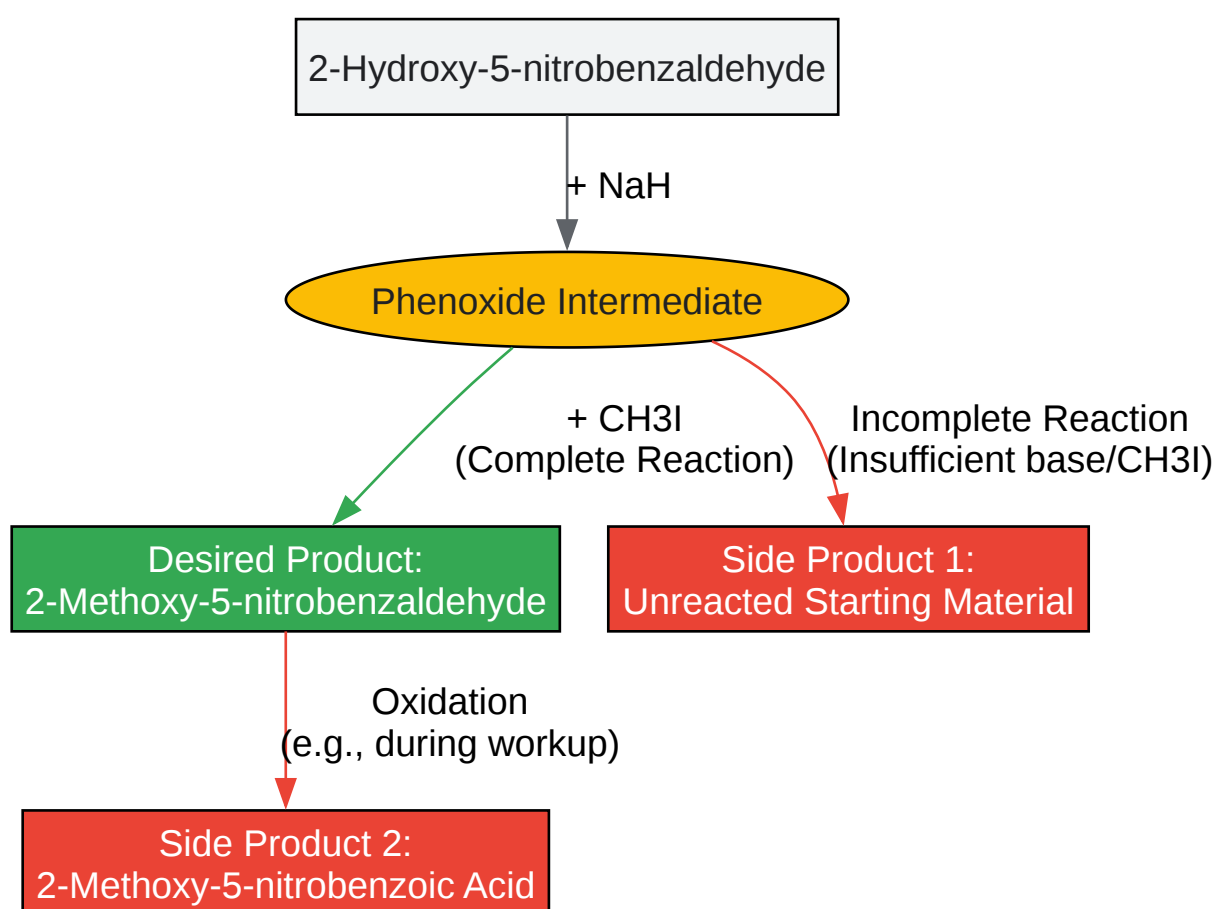 2-Hydroxy-5-nitrobenzaldehyde
+ NaH
Phenoxide Intermediate
+ CH3I
(Complete Reaction)
Incomplete Reaction
(Insufficient base/CH3I)
Desired Product:
2-Methoxy-5-nitrobenzaldehyde
Side Product 1:
Unreacted Starting Material
Oxidation
(e.g., during workup)
Side Product 2:
2-Methoxy-5-nitrobenzoic Acid